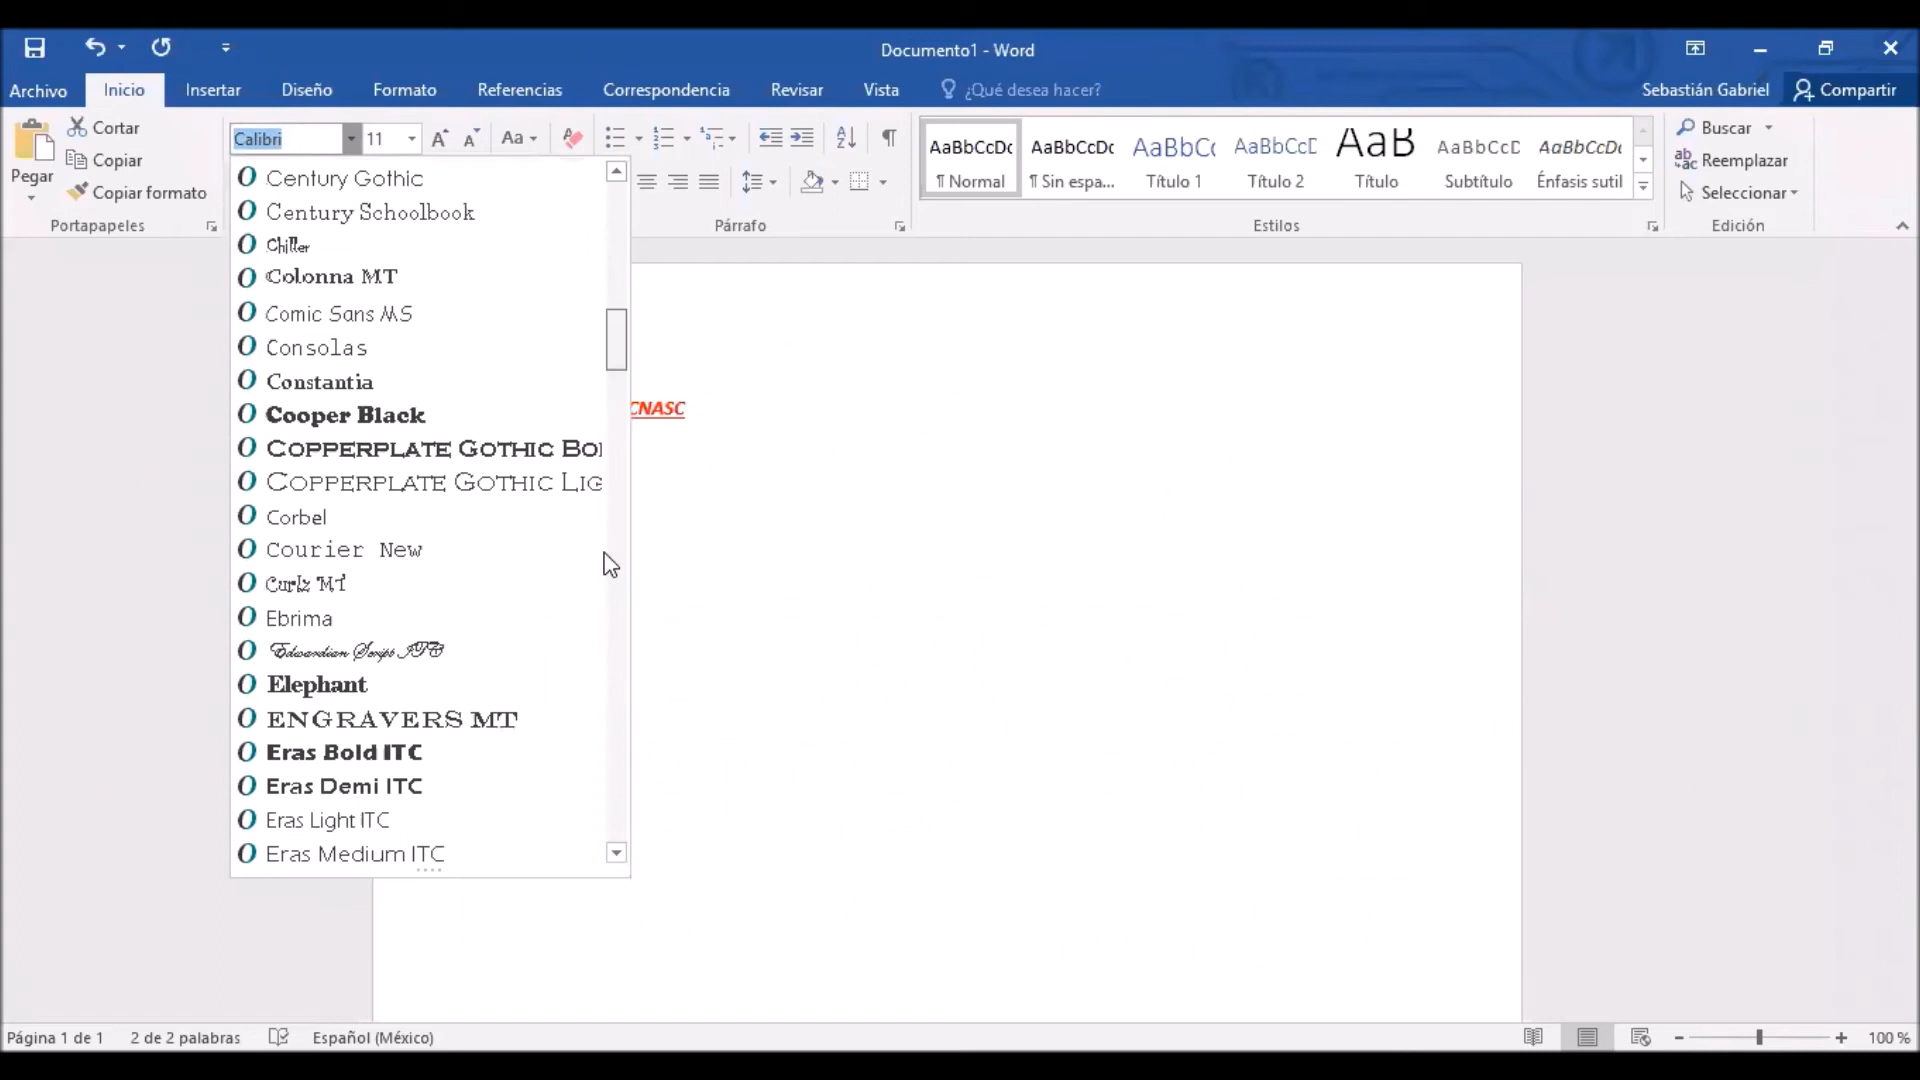 Documento1 - Word
Archivo Inicio Insertar Diseño Formato Referencias Correspondencia Revisar Vista ¿Qué desea hacer? Sebastián Gabriel Compartir
Pegar
Cortar
Copiar
Copiar formato
Portapapeles
Calibri 11 Aa
Párrafo
AaBbCcDc AaBbCcDc AaBbC AaBbCcD AaB AaBbCcD AaBbCcDc
¶ Normal ¶ Sin espa... Título 1 Título 2 Título Subtítulo Énfasis sutil
Estilos
Buscar
Reemplazar
Seleccionar
Edición
Century Gothic
Century Schoolbook
Chiller
Colonna MT
Comic Sans MS
Consolas
Constantia
Cooper Black
Copperplate Gothic Bol
Copperplate Gothic Lig
Corbel
Courier New
Curlz MT
Ebrima
Edwardian Script ITC
Elephant
ENGRAVERS MT
Eras Bold ITC
Eras Demi ITC
Eras Light ITC
Eras Medium ITC
CNASC
Página 1 de 1 2 de 2 palabras Español (México) 100 %